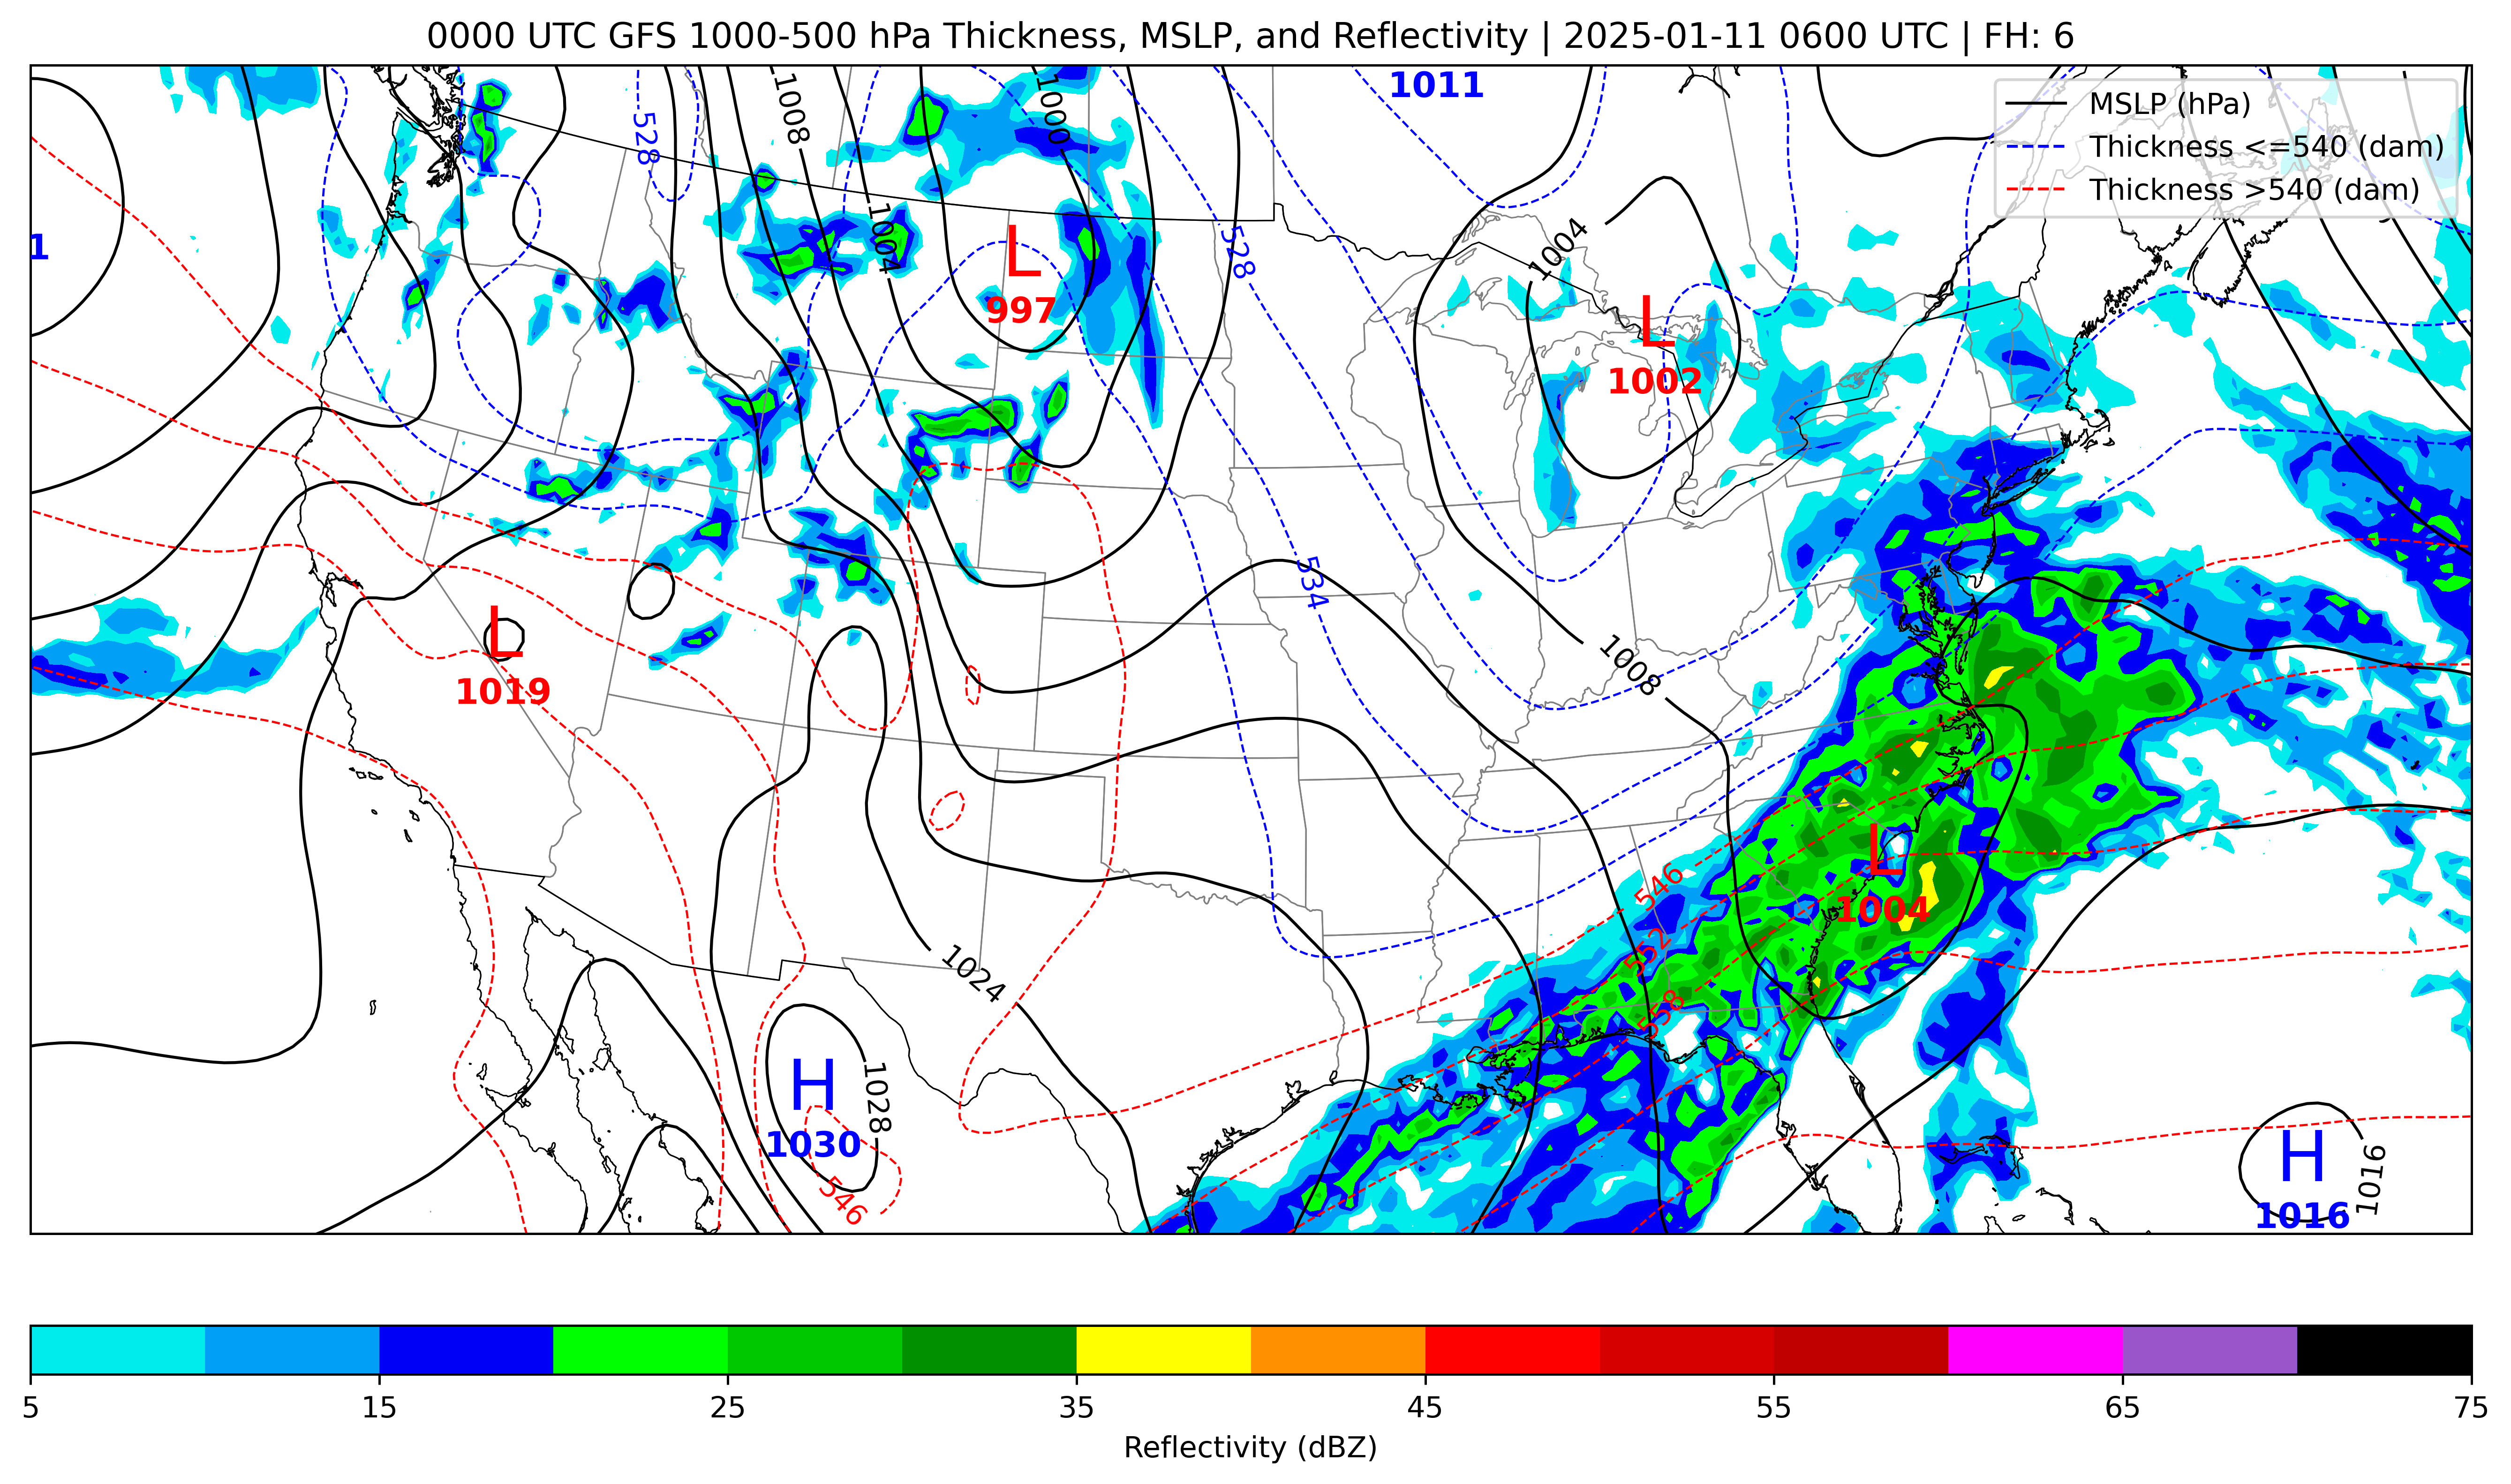 0000 UTC GFS 1000-500 hPa Thickness, MSLP, and Reflectivity | 2025-01-11 0600 UTC | FH: 6
MSLP (hPa)
Thickness <=540 (dam)
Thickness >540 (dam)
1011
1008
1000
528
1004
1004
1
L
997
528
L
1002
534
L
1019
1008
546
L
1004
552
558
1024
H
1030
1028
546
H
1016
1016
5 15 25 35 45 55 65 75
Reflectivity (dBZ)